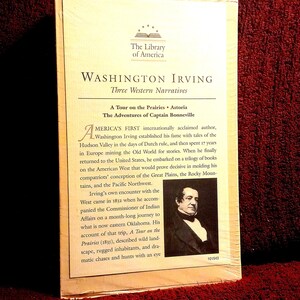 The Library
of America
WASHINGTON IRVING
Three Western Narratives
A Tour on the Prairies • Astoria
The Adventures of Captain Bonneville
AMERICA'S FIRST internationally acclaimed author,
Washington Irving established his fame with tales of the
Hudson Valley in the days of Dutch rule, and then spent 17 years
in Europe mining the Old World for stories. When he finally
returned to the United States, he embarked on a trilogy of books
on the American West that would prove decisive in molding his
compatriots' conception of the Great Plains, the Rocky Moun-
tains, and the Pacific Northwest.
Irving's own encounter with the
West came in 1832 when he accom-
panied the Commissioner of Indian
Affairs on a month-long journey to
what is now eastern Oklahoma. His
account of that trip, A Tour on the
Prairies (1835), described wild land-
scape, rugged inhabitants, and dra-
matic chases and hunts with an eye